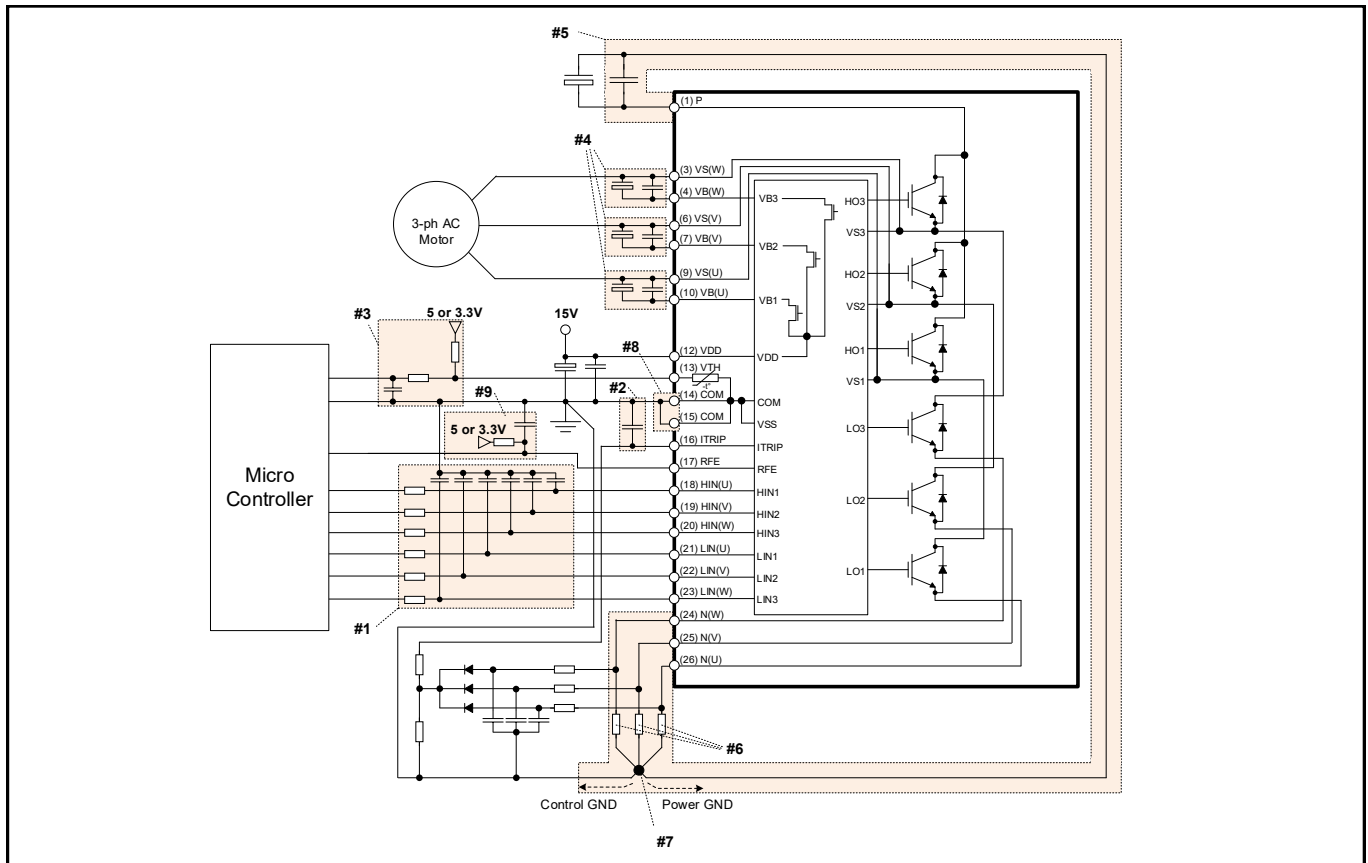 #5
(1) P
#4
(3) VS(W)
(4) VB(W)
VB3
HO3
3-ph AC
Motor
(6) VS(V)
VS3
(7) VB(V)
VB2
HO2
(9) VS(U)
(10) VB(U)
VB1
VS2
#3
5 or 3.3V
15V
HO1
#8
(12) VDD
VDD
(13) VTH
-t°
VS1
#2
(14) COM
COM
#9
(15) COM
VSS
5 or 3.3V
LO3
(16) ITRIP
ITRIP
(17) RFE
RFE
Micro
Controller
(18) HIN(U)
HIN1
LO2
(19) HIN(V)
HIN2
(20) HIN(W)
HIN3
(21) LIN(U)
LIN1
LO1
(22) LIN(V)
LIN2
(23) LIN(W)
LIN3
(24) N(W)
#1
(25) N(V)
(26) N(U)
#6
Control GND
Power GND
#7